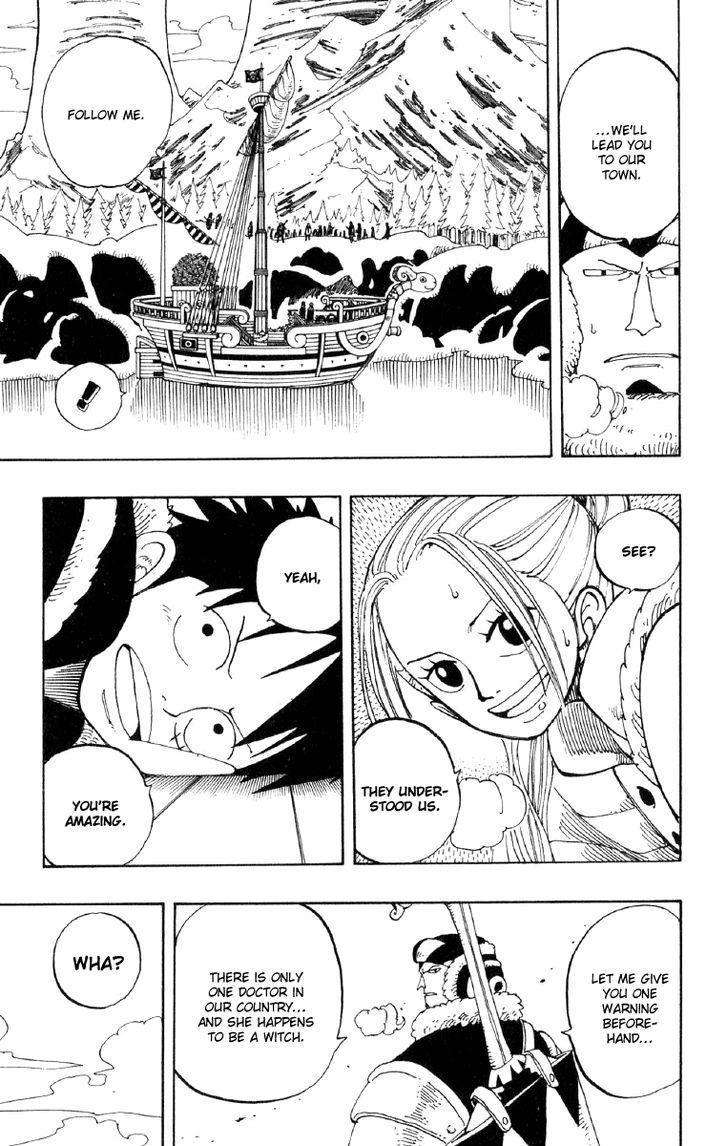 ...WE'LL
LEAD YOU
TO OUR
TOWN.
FOLLOW ME.
!
SEE?
THEY UNDER-
STOOD US.
YEAH,
YOU'RE
AMAZING.
LET ME GIVE
YOU ONE
WARNING
BEFORE-
HAND...
THERE IS ONLY
ONE DOCTOR IN
OUR COUNTRY...
AND SHE HAPPENS
TO BE A WITCH.
WHA?